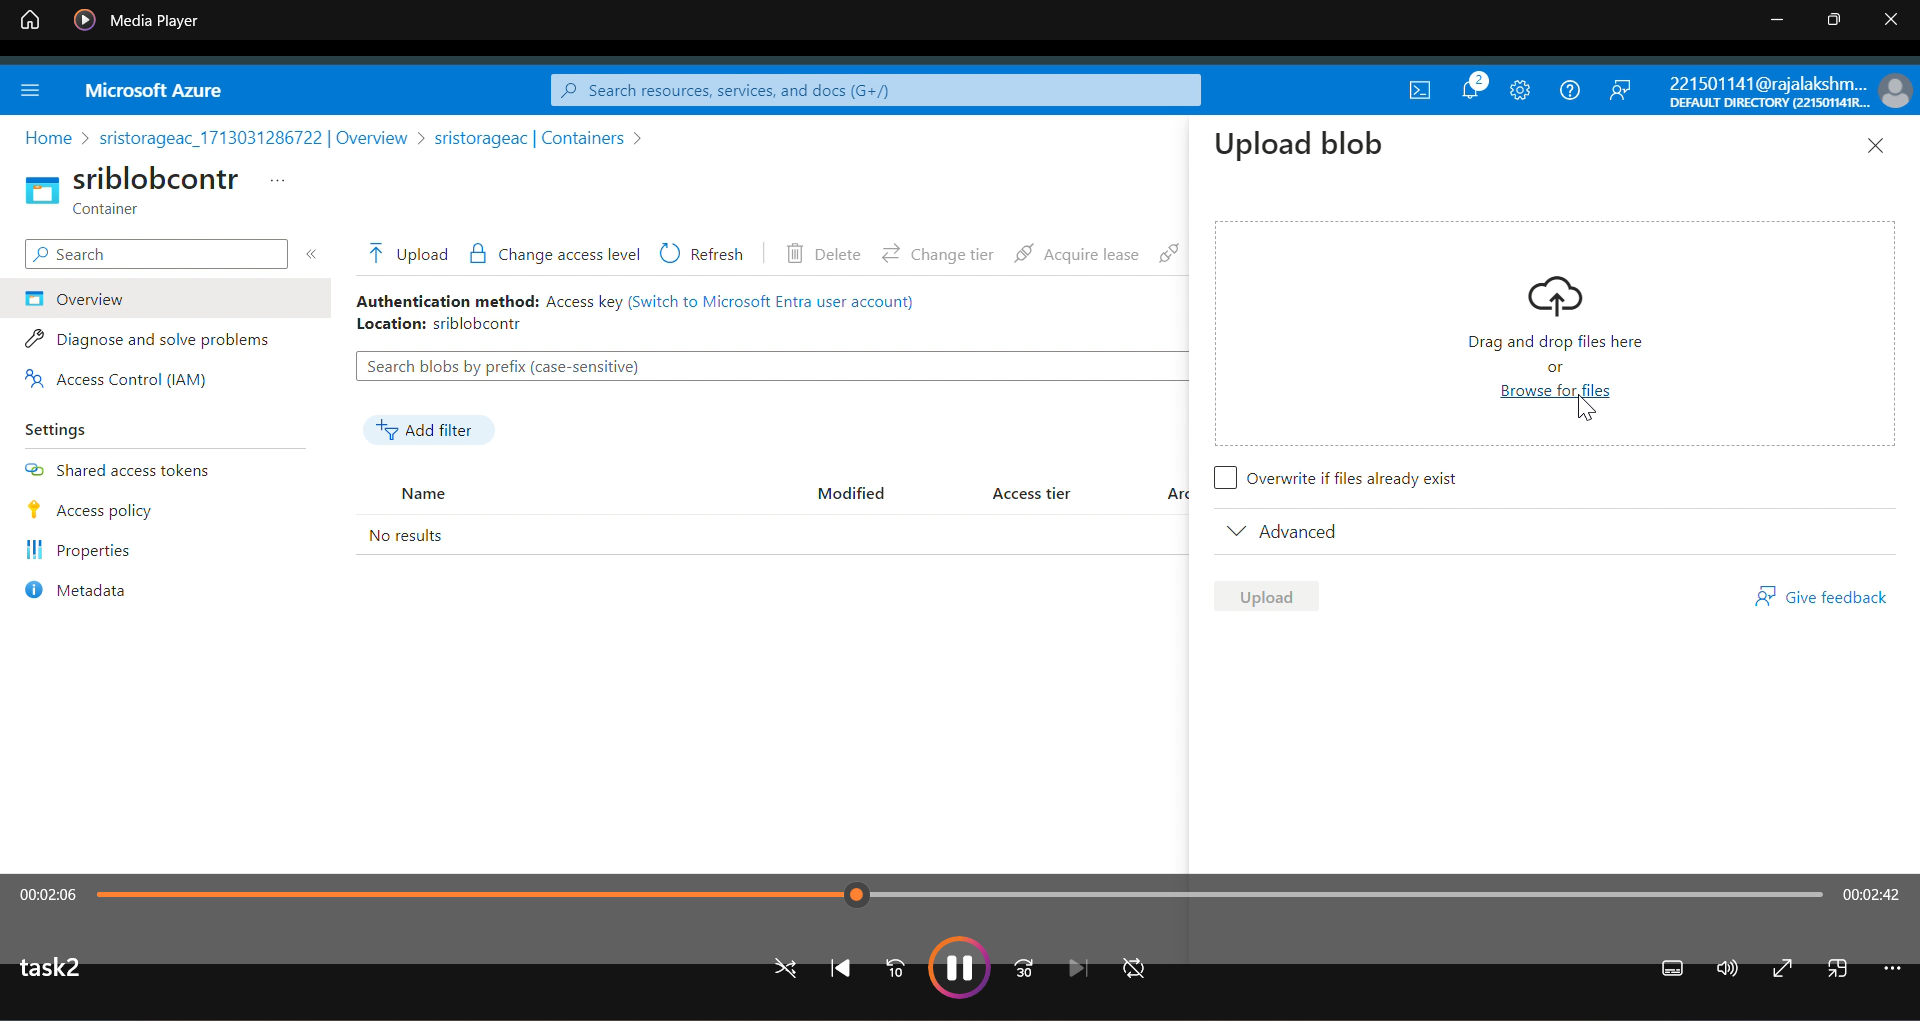 Media Player
Microsoft Azure
Search resources, services, and docs (G+/)
2
221501141@rajalakshm...
DEFAULT DIRECTORY (221501141R...
Home > sristorageac_1713031286722 | Overview > sristorageac | Containers >
sriblobcontr ...
Container
Search «
Overview
Diagnose and solve problems
Access Control (IAM)
Settings
Shared access tokens
Access policy
Properties
Metadata
Upload Change access level Refresh Delete Change tier Acquire lease
Authentication method: Access key (Switch to Microsoft Entra user account)
Location: sriblobcontr
Search blobs by prefix (case-sensitive)
Add filter
Name Modified Access tier Arc
No results
Upload blob
Drag and drop files here
or
Browse for files
Overwrite if files already exist
Advanced
Upload Give feedback
00:02:06 00:02:42
task2
10 30